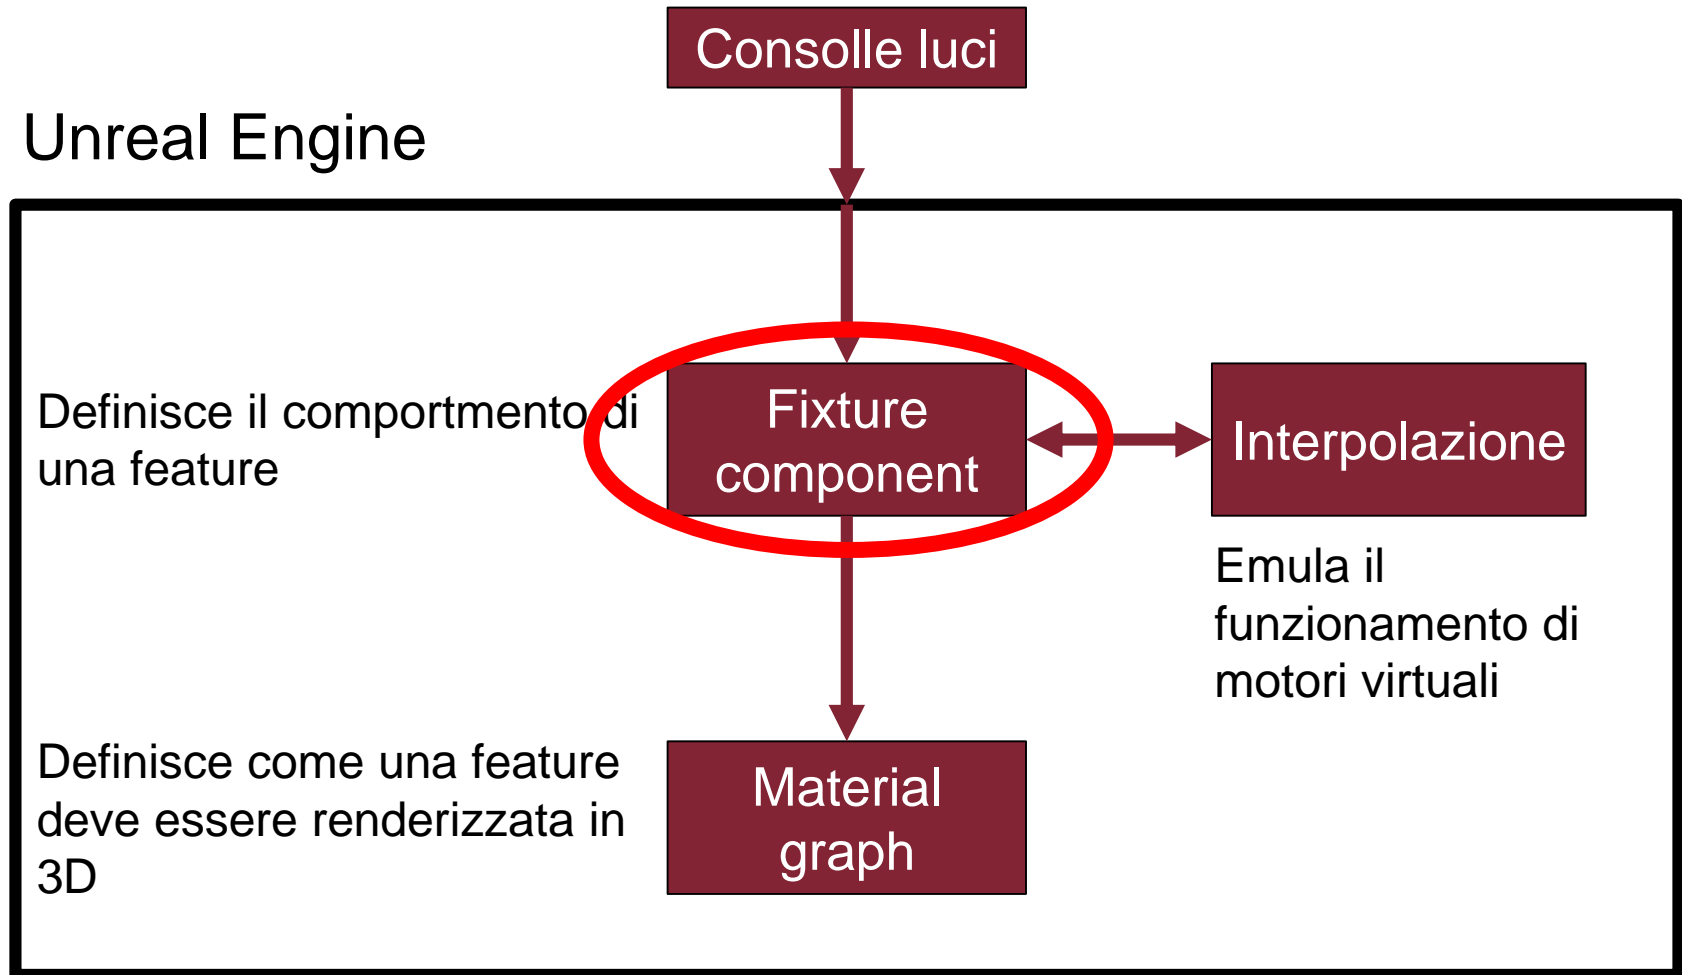 Consolle luci
Unreal Engine
Definisce il comportmento di
una feature
Fixture
component
Interpolazione
Emula il
funzionamento di
motori virtuali
Definisce come una feature
deve essere renderizzata in
3D
Material
graph